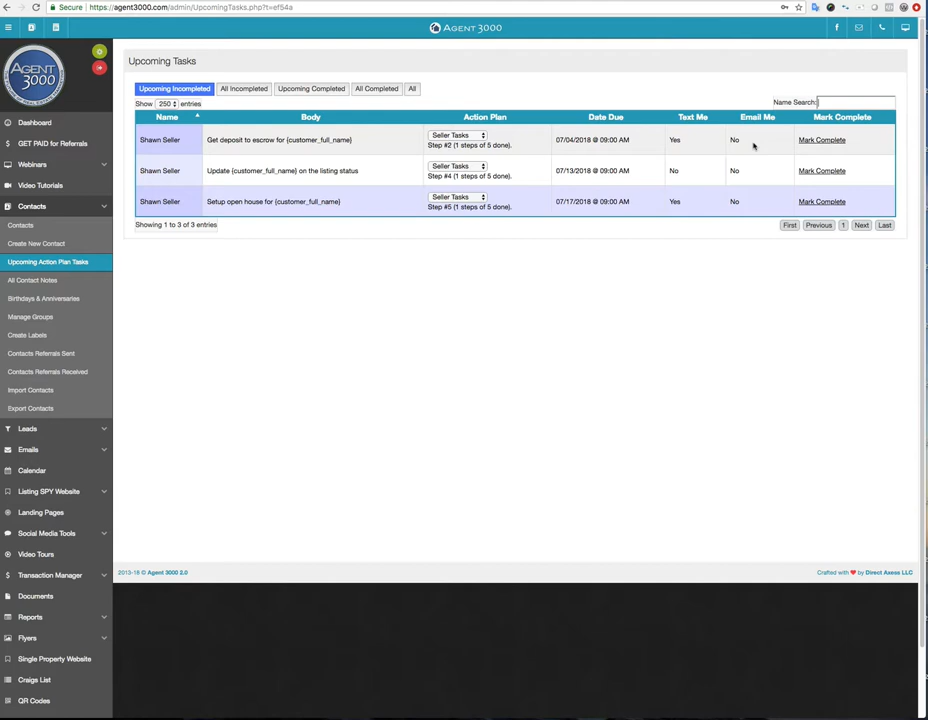 Secure https://agent3000.com/admin/UpcomingTasks.php?t=ef54a
AGENT 3000
AGENT
3000
Upcoming Tasks
Upcoming Incompleted All Incompleted Upcoming Completed All Completed All
Show 250 entries
Name Search:
Name Body Action Plan Date Due Text Me Email Me Mark Complete
Shawn Seller Get deposit to escrow for {customer_full_name} Seller Tasks 07/04/2018 @ 09:00 AM Yes No Mark Complete
Step #2 (1 steps of 5 done).
Shawn Seller Update {customer_full_name} on the listing status Seller Tasks 07/13/2018 @ 09:00 AM No No Mark Complete
Step #4 (1 steps of 5 done).
Shawn Seller Setup open house for {customer_full_name} Seller Tasks 07/17/2018 @ 09:00 AM Yes No Mark Complete
Step #5 (1 steps of 5 done).
Showing 1 to 3 of 3 entries
First Previous 1 Next Last
Dashboard
GET PAID for Referrals
Webinars
Video Tutorials
Contacts
Contacts
Create New Contact
Upcoming Action Plan Tasks
All Contact Notes
Birthdays & Anniversaries
Manage Groups
Create Labels
Contacts Referrals Sent
Contacts Referrals Received
Import Contacts
Export Contacts
Leads
Emails
Calendar
Listing SPY Website
Landing Pages
Social Media Tools
Video Tours
Transaction Manager
Documents
Reports
Flyers
Single Property Website
Craigs List
QR Codes
2013-18 © Agent 3000 2.0
Crafted with ❤ by Direct Axess LLC